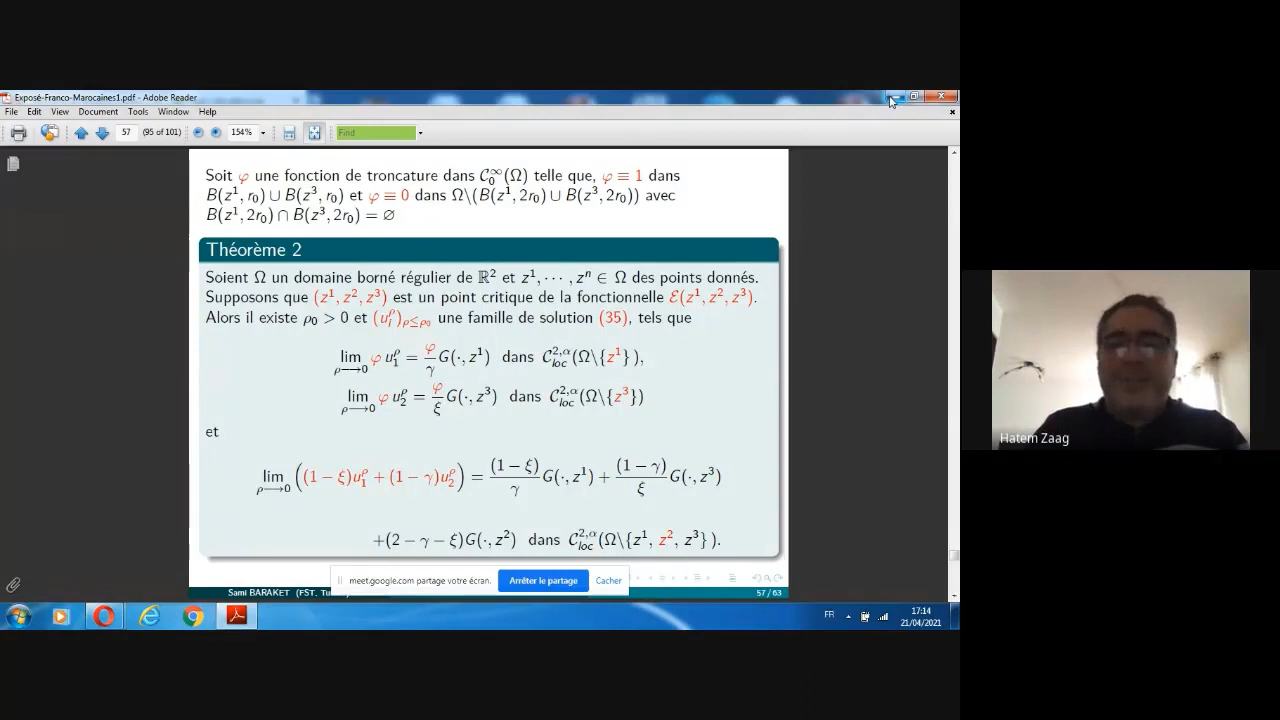 Exposé-Franco-Marocaines1.pdf - Adobe Reader
File Edit View Document Tools Window Help
57 (95 of 101) 154% Find
Soit φ une fonction de troncature dans 𝒞₀^∞(Ω) telle que, φ ≡ 1 dans
B(z¹, r₀) ∪ B(z³, r₀) et φ ≡ 0 dans Ω\(B(z¹, 2r₀) ∪ B(z³, 2r₀)) avec
B(z¹, 2r₀) ∩ B(z³, 2r₀) = ∅
Théorème 2
Soient Ω un domaine borné régulier de ℝ² et z¹, ⋯, zⁿ ∈ Ω des points donnés.
Supposons que (z¹, z², z³) est un point critique de la fonctionnelle ℰ(z¹, z², z³).
Alors il existe ρ₀ > 0 et (uᵢ^ρ)_{ρ≤ρ₀} une famille de solution (35), tels que
lim_{ρ⟶0} φ u₁^ρ = φ/γ G(·, z¹) dans 𝒞_{loc}^{2,α}(Ω\{z¹}),
lim_{ρ⟶0} φ u₂^ρ = φ/ξ G(·, z³) dans 𝒞_{loc}^{2,α}(Ω\{z³})
et
lim_{ρ⟶0} ((1 − ξ)u₁^ρ + (1 − γ)u₂^ρ) = (1 − ξ)/γ G(·, z¹) + (1 − γ)/ξ G(·, z³)
+(2 − γ − ξ)G(·, z²) dans 𝒞_{loc}^{2,α}(Ω\{z¹, z², z³}).
meet.google.com partage votre écran. Arrêter le partage Cacher
Sami BARAKET (FST, Tu
57 / 63
FR 17:14
21/04/2021
Hatem Zaag